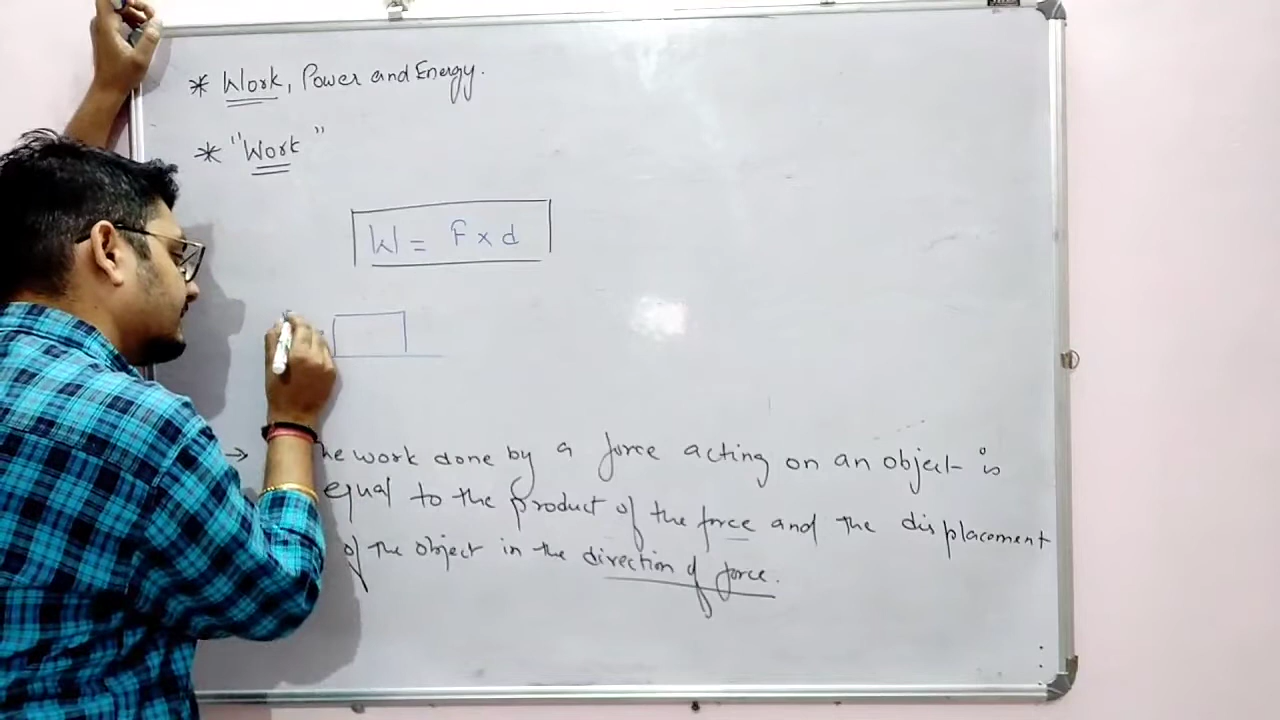 * Work, Power and Energy.
* "Work"
W = F x d
→ he work done by a force acting on an object is
equal to the product of the force and the displacement
of the object in the direction of force.